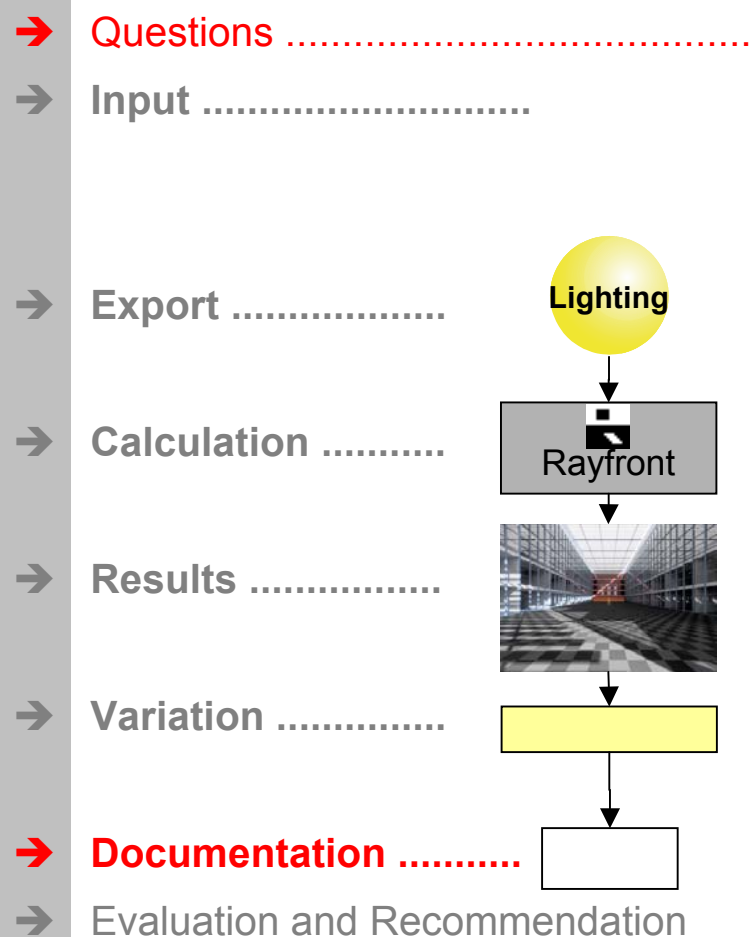 ➔ Questions .........................................
➔ Input .............................
➔ Export ...................
Lighting
➔ Calculation ...........
Rayfront
➔ Results .................
➔ Variation ...............
➔ Documentation ...........
➔ Evaluation and Recommendation